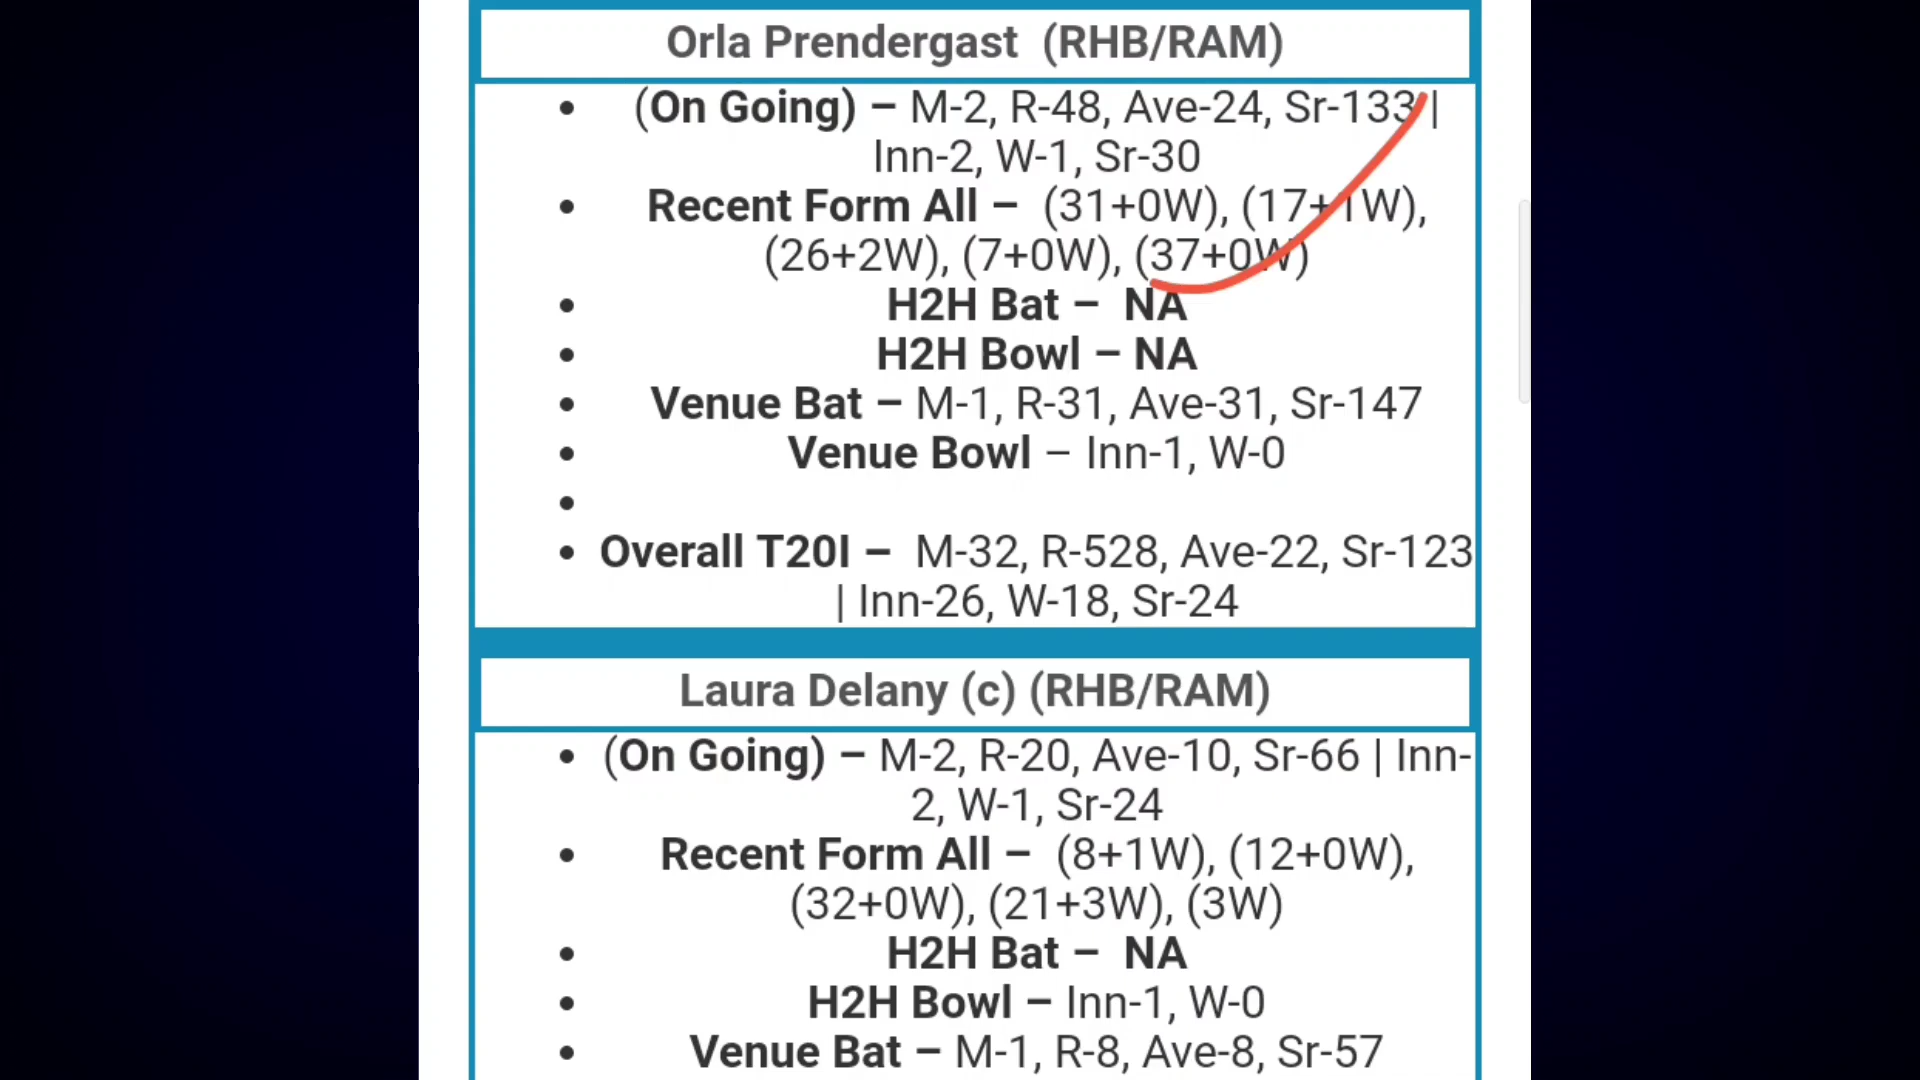 Orla Prendergast (RHB/RAM)
(On Going) – M-2, R-48, Ave-24, Sr-133 |
Inn-2, W-1, Sr-30
Recent Form All – (31+0W), (17+1W),
(26+2W), (7+0W), (37+0W)
H2H Bat – NA
H2H Bowl – NA
Venue Bat – M-1, R-31, Ave-31, Sr-147
Venue Bowl – Inn-1, W-0
Overall T20I – M-32, R-528, Ave-22, Sr-123
| Inn-26, W-18, Sr-24
Laura Delany (c) (RHB/RAM)
(On Going) – M-2, R-20, Ave-10, Sr-66 | Inn-
2, W-1, Sr-24
Recent Form All – (8+1W), (12+0W),
(32+0W), (21+3W), (3W)
H2H Bat – NA
H2H Bowl – Inn-1, W-0
Venue Bat – M-1, R-8, Ave-8, Sr-57